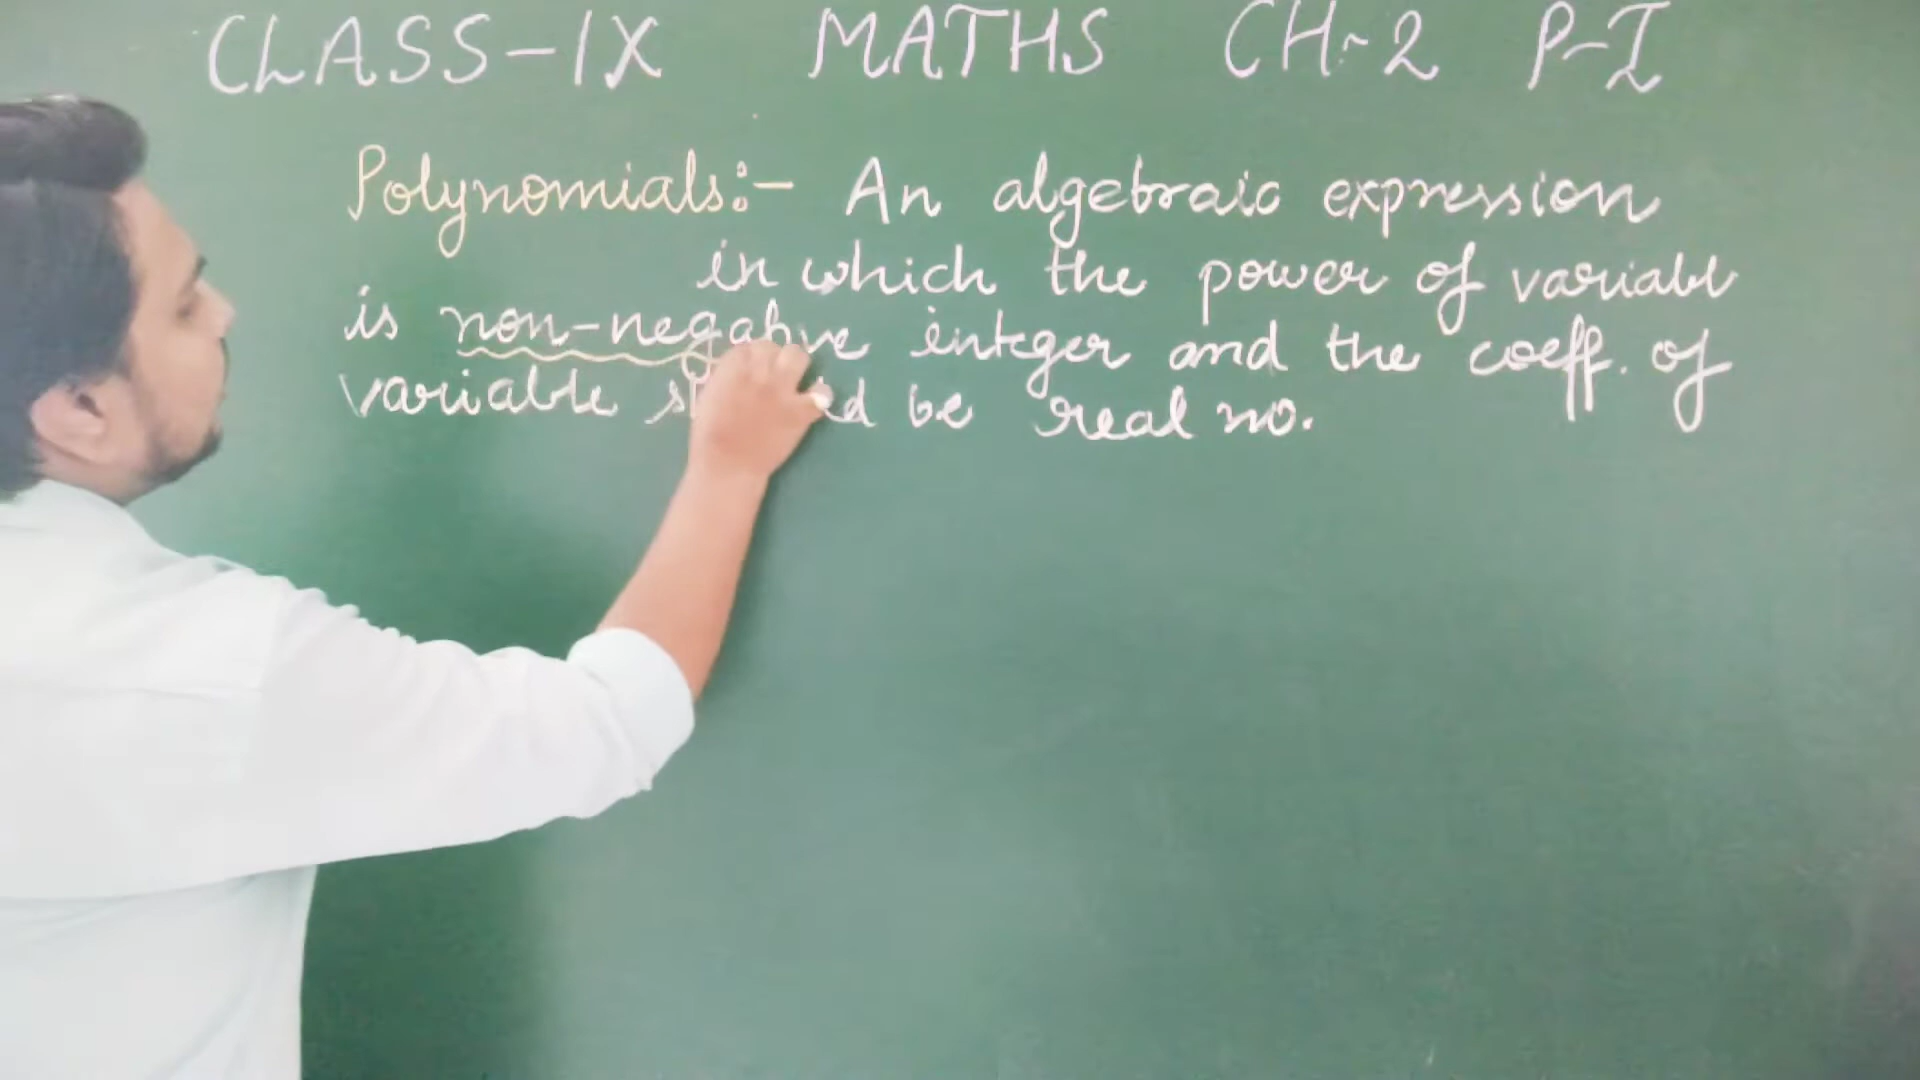 CLASS-IX MATHS CH-2 P-I
Polynomials:- An algebraic expression
in which the power of variable
is non-negative integer and the coeff. of
variable be real no.